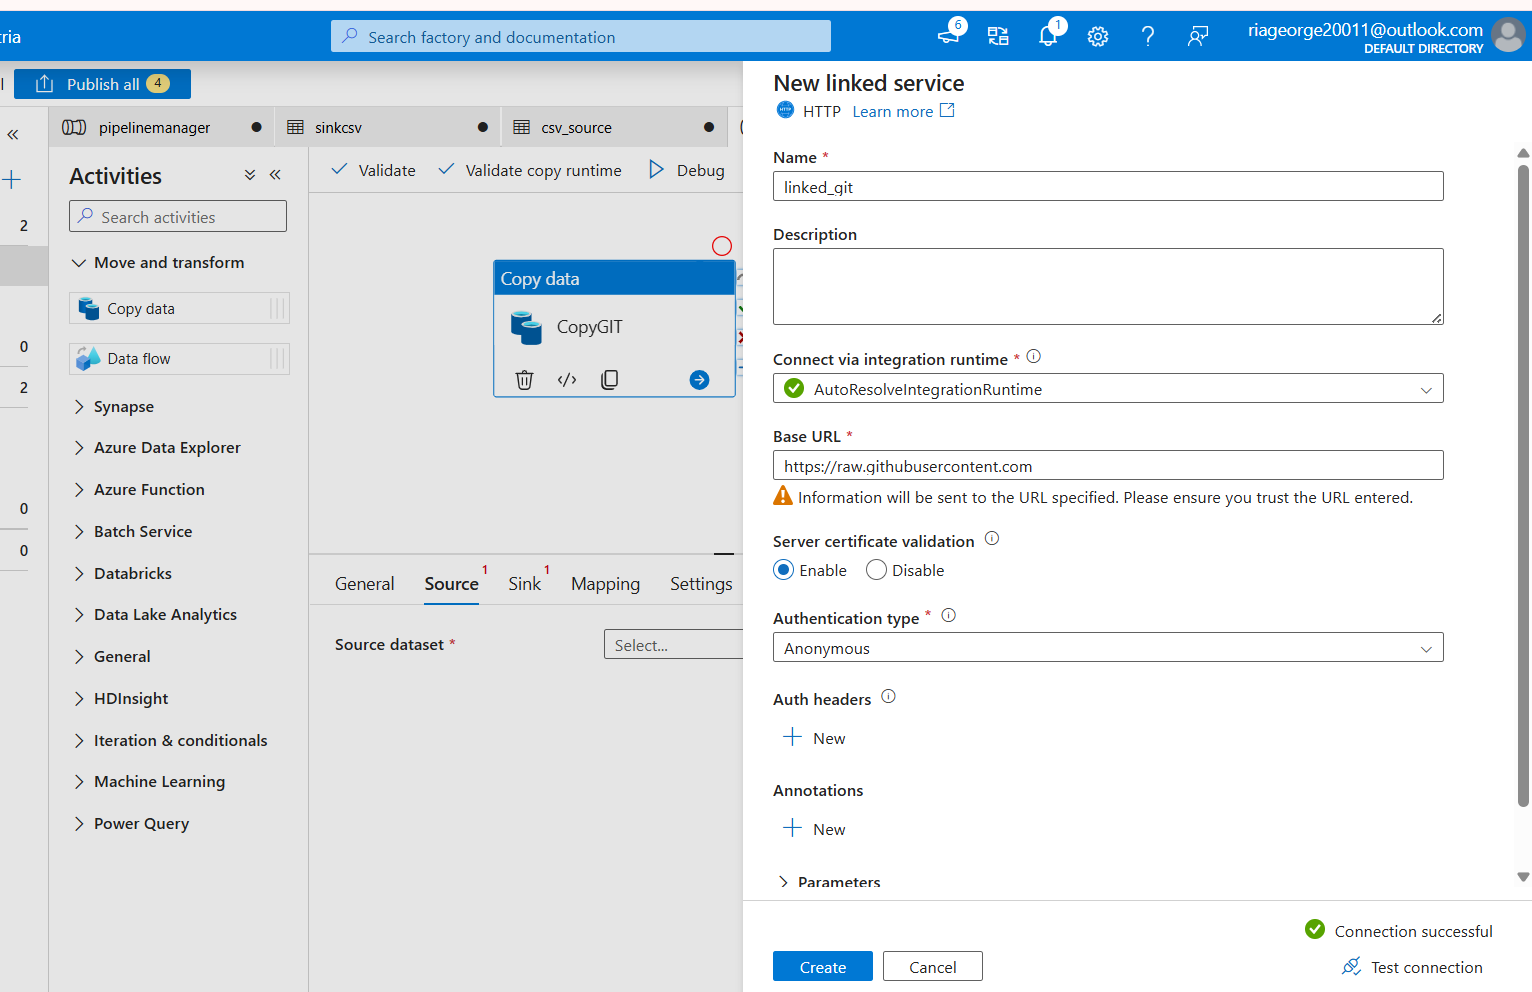 ria
Search factory and documentation
6
1
riageorge20011@outlook.com
DEFAULT DIRECTORY
Publish all 4
pipelinemanager
sinkcsv
csv_source
Activities
Search activities
2
Move and transform
Copy data
Data flow
0
2
Synapse
Azure Data Explorer
Azure Function
0
Batch Service
0
Databricks
Data Lake Analytics
General
HDInsight
Iteration & conditionals
Machine Learning
Power Query
Validate
Validate copy runtime
Debug
Copy data
CopyGIT
General
Source 1
Sink 1
Mapping
Settings
Source dataset *
Select...
New linked service
HTTP Learn more
Name *
linked_git
Description
Connect via integration runtime *
AutoResolveIntegrationRuntime
Base URL *
https://raw.githubusercontent.com
Information will be sent to the URL specified. Please ensure you trust the URL entered.
Server certificate validation
Enable Disable
Authentication type *
Anonymous
Auth headers
New
Annotations
New
Parameters
Connection successful
Create Cancel
Test connection